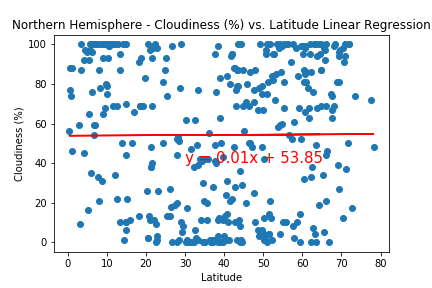 Northern Hemisphere - Cloudiness (%) vs. Latitude Linear Regression
100
80
60
40
20
0
Cloudiness (%)
y = 0.01x + 53.85
0 10 20 30 40 50 60 70 80
Latitude